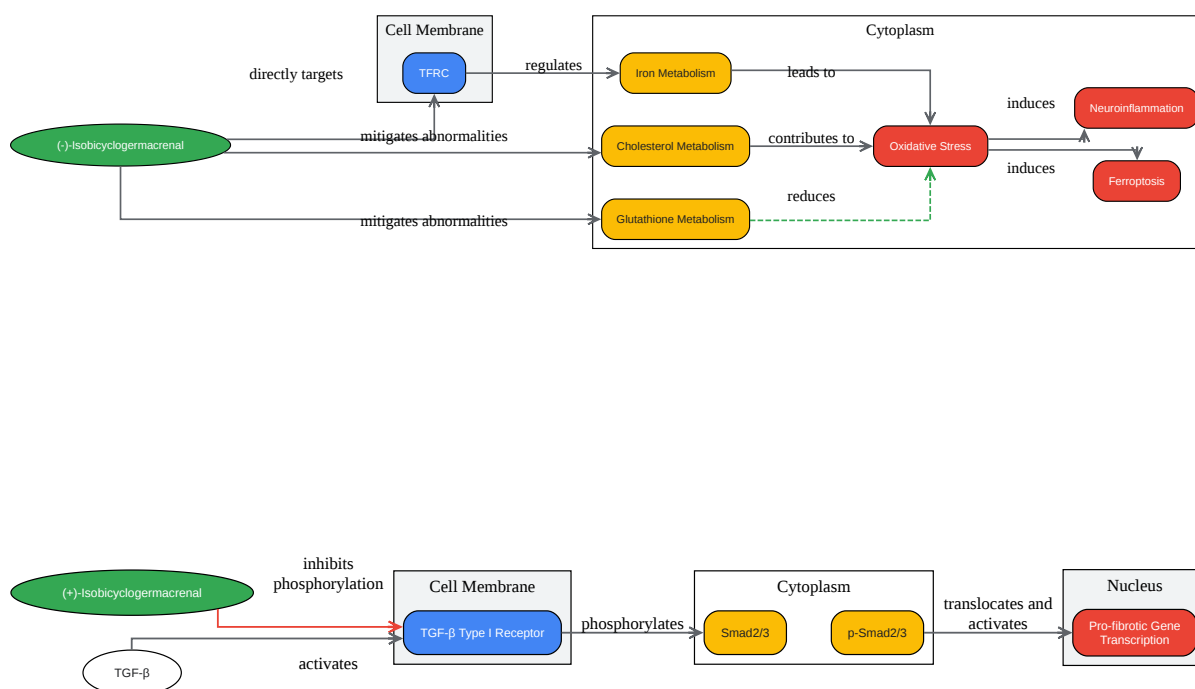 Cell Membrane
Cytoplasm
directly targets
TFRC
regulates
Iron Metabolism
leads to
induces
Neuroinflammation
(-)-Isobicyclogermacrenal
mitigates abnormalities
Cholesterol Metabolism
contributes to
Oxidative Stress
induces
Ferroptosis
mitigates abnormalities
Glutathione Metabolism
reduces
(+)-Isobicyclogermacrenal
inhibits
phosphorylation
Cell Membrane
Cytoplasm
Nucleus
TGF-β Type I Receptor
phosphorylates
Smad2/3
p-Smad2/3
translocates and
activates
Pro-fibrotic Gene
Transcription
TGF-β
activates